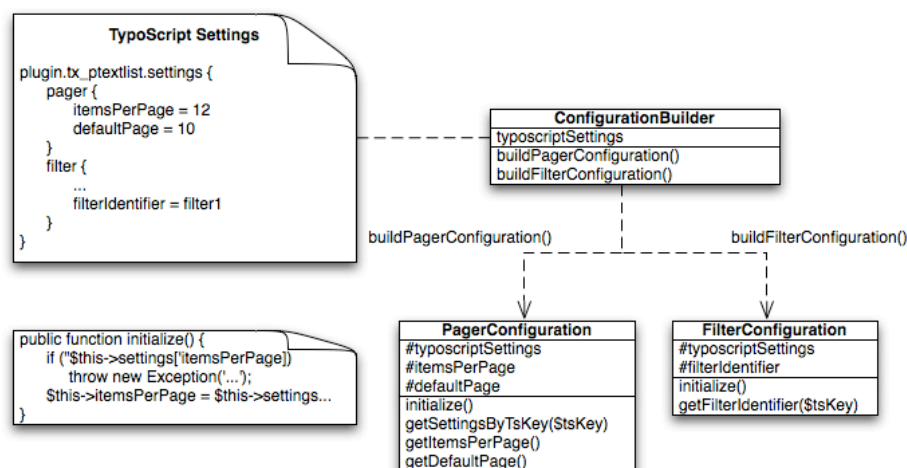 TypoScript Settings
plugin.tx_ptextlist.settings {
pager {
itemsPerPage = 12
defaultPage = 10
}
filter {
...
filterIdentifier = filter1
}
}
ConfigurationBuilder
typoscriptSettings
buildPagerConfiguration()
buildFilterConfiguration()
buildPagerConfiguration()
buildFilterConfiguration()
public function initialize() {
if ("$this->settings['itemsPerPage])
throw new Exception('...');
$this->itemsPerPage = $this->settings...
}
PagerConfiguration
#typoscriptSettings
#itemsPerPage
#defaultPage
initialize()
getSettingsByTsKey($tsKey)
getItemsPerPage()
getDefaultPage()
FilterConfiguration
#typoscriptSettings
#filterIdentifier
initialize()
getFilterIdentifier($tsKey)